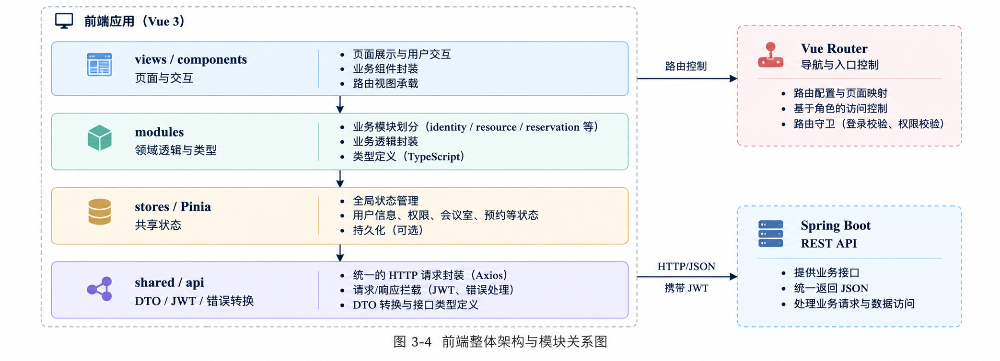 前端应用（Vue 3）
views / components
页面与交互
• 页面展示与用户交互
• 业务组件封装
• 路由视图承载
modules
领域逶辑与类型
• 业务模块划分（identity / resource / reservation 等）
• 业务逶辑封装
• 类型定义（TypeScript）
stores / Pinia
共享状态
• 全局状态管理
• 用户信息、权限、会议室、预约等状态
• 持久化（可选）
shared / api
DTO / JWT / 错误转换
• 统一的 HTTP 请求封装（Axios）
• 请求/响应拦截（JWT、错误处理）
• DTO 转换与接口类型定义
路由控制
Vue Router
导航与入口控制
• 路由配置与页面映射
• 基于角色的访问控制
• 路由守卫（登录校验、权限校验）
HTTP/JSON
携带 JWT
Spring Boot
REST API
• 提供业务接口
• 统一返回 JSON
• 处理业务请求与数据访问
图 3-4 前端整体架构与模块关系图